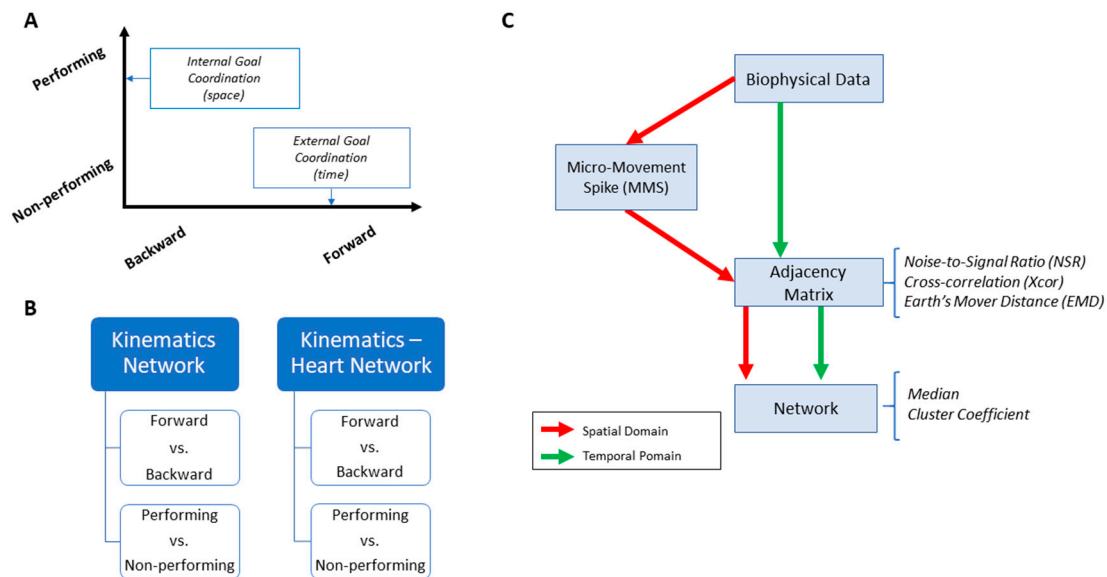 A
Performing
Non-performing
Internal Goal
Coordination
(space)
External Goal
Coordination
(time)
Backward
Forward
B
Kinematics
Network
Forward
vs.
Backward
Performing
vs.
Non-performing
Kinematics –
Heart Network
Forward
vs.
Backward
Performing
vs.
Non-performing
C
Biophysical Data
Micro-Movement
Spike (MMS)
Adjacency
Matrix
Noise-to-Signal Ratio (NSR)
Cross-correlation (Xcor)
Earth's Mover Distance (EMD)
Network
Median
Cluster Coefficient
Spatial Domain
Temporal Pomain